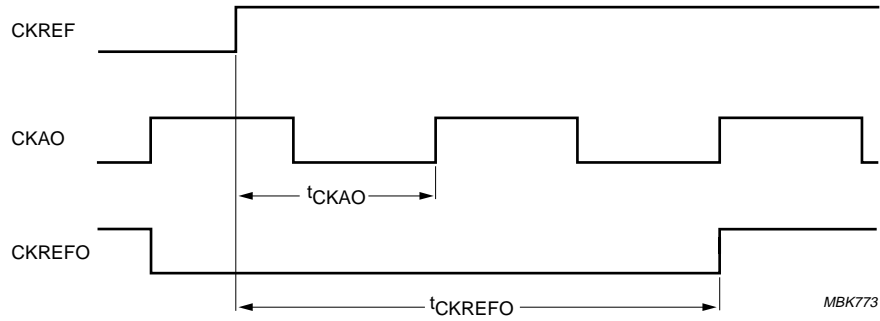 CKREF
CKAO
tCKAO
CKREFO
tCKREFO
MBK773